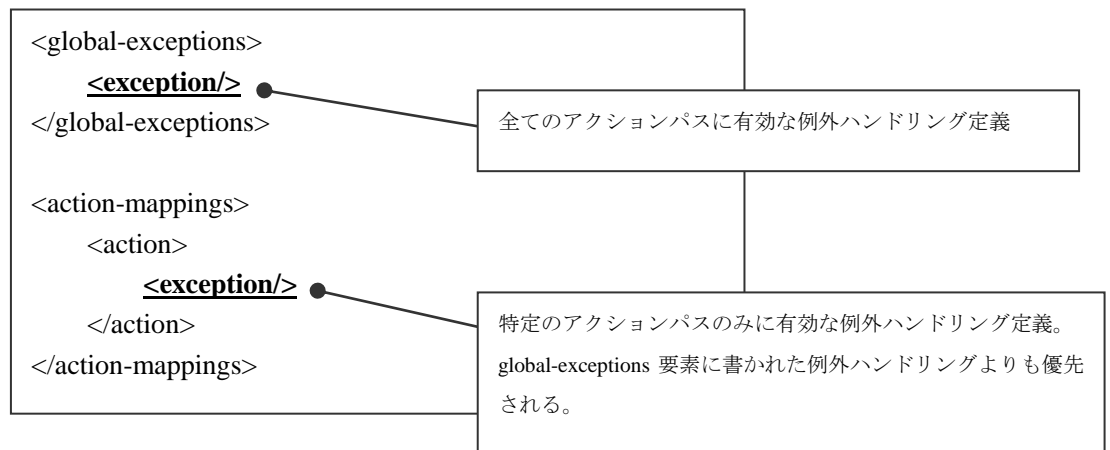 <global-exceptions>
<exception/>
</global-exceptions>
全てのアクションパスに有効な例外ハンドリング定義
<action-mappings>
<action>
<exception/>
</action>
</action-mappings>
特定のアクションパスのみに有効な例外ハンドリング定義。
global-exceptions 要素に書かれた例外ハンドリングよりも優先
される。